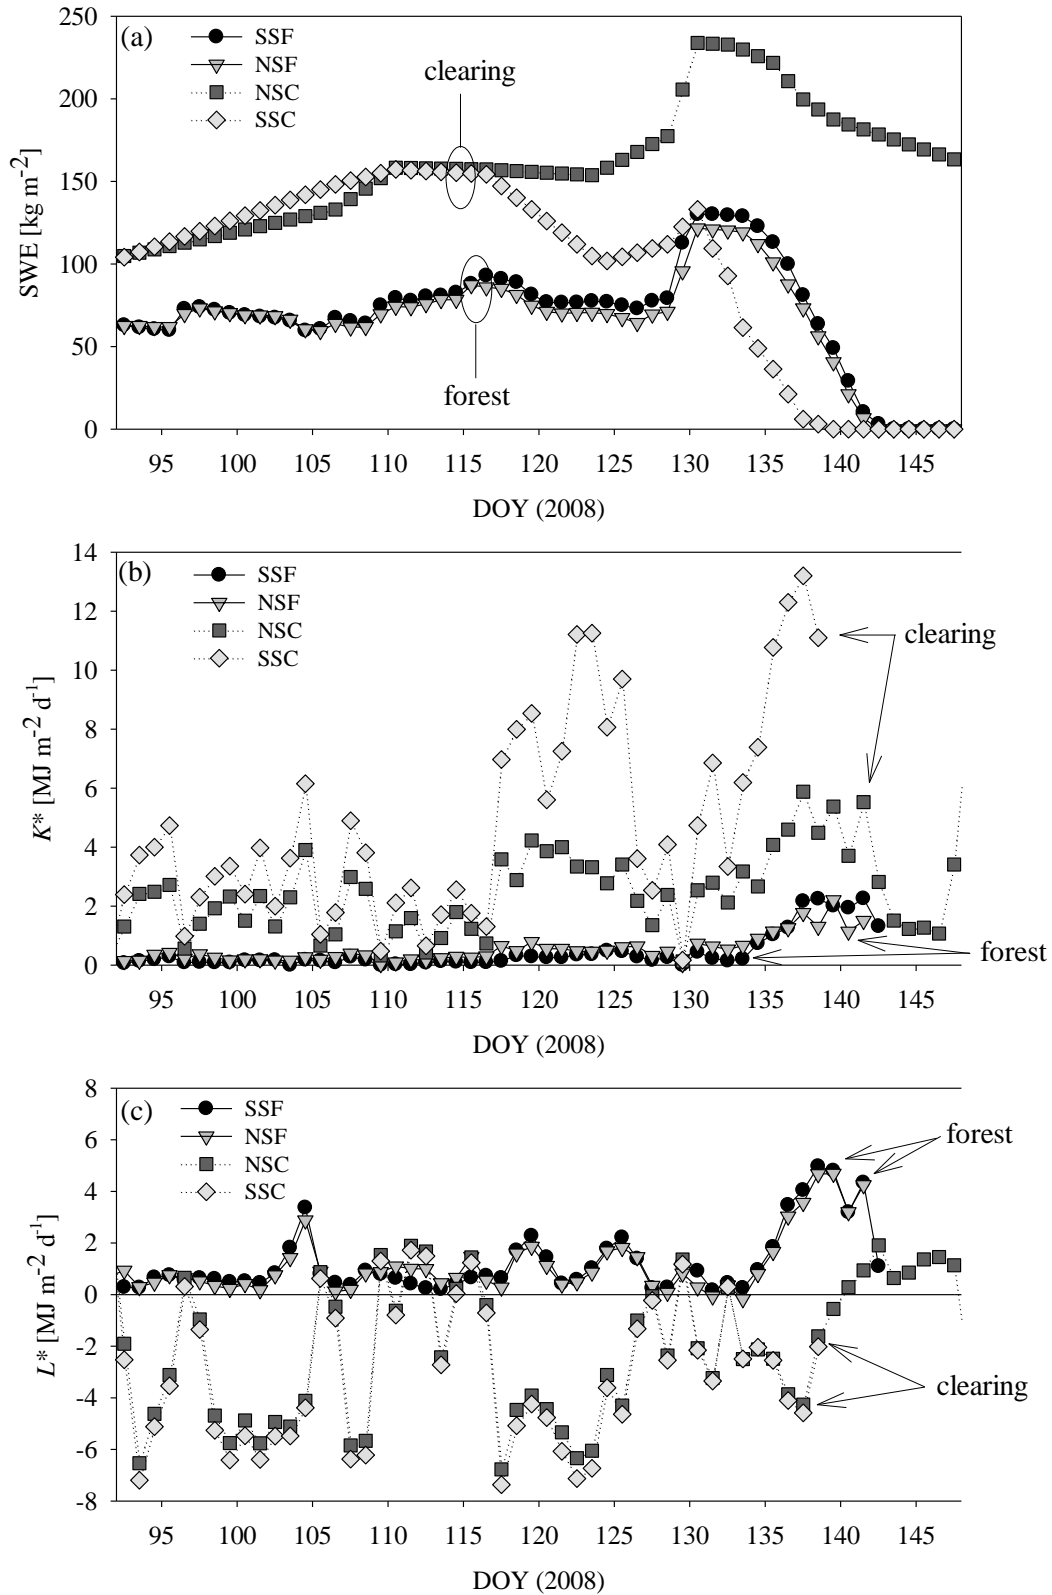 (a)
SSF
NSF
NSC
SSC
clearing
forest
250
200
150
100
50
0
SWE [kg m-2]
95 100 105 110 115 120 125 130 135 140 145
DOY (2008)
(b)
SSF
NSF
NSC
SSC
clearing
forest
14
12
10
8
6
4
2
0
K* [MJ m-2 d-1]
95 100 105 110 115 120 125 130 135 140 145
DOY (2008)
(c)
SSF
NSF
NSC
SSC
forest
clearing
8
6
4
2
0
-2
-4
-6
-8
L* [MJ m-2 d-1]
95 100 105 110 115 120 125 130 135 140 145
DOY (2008)